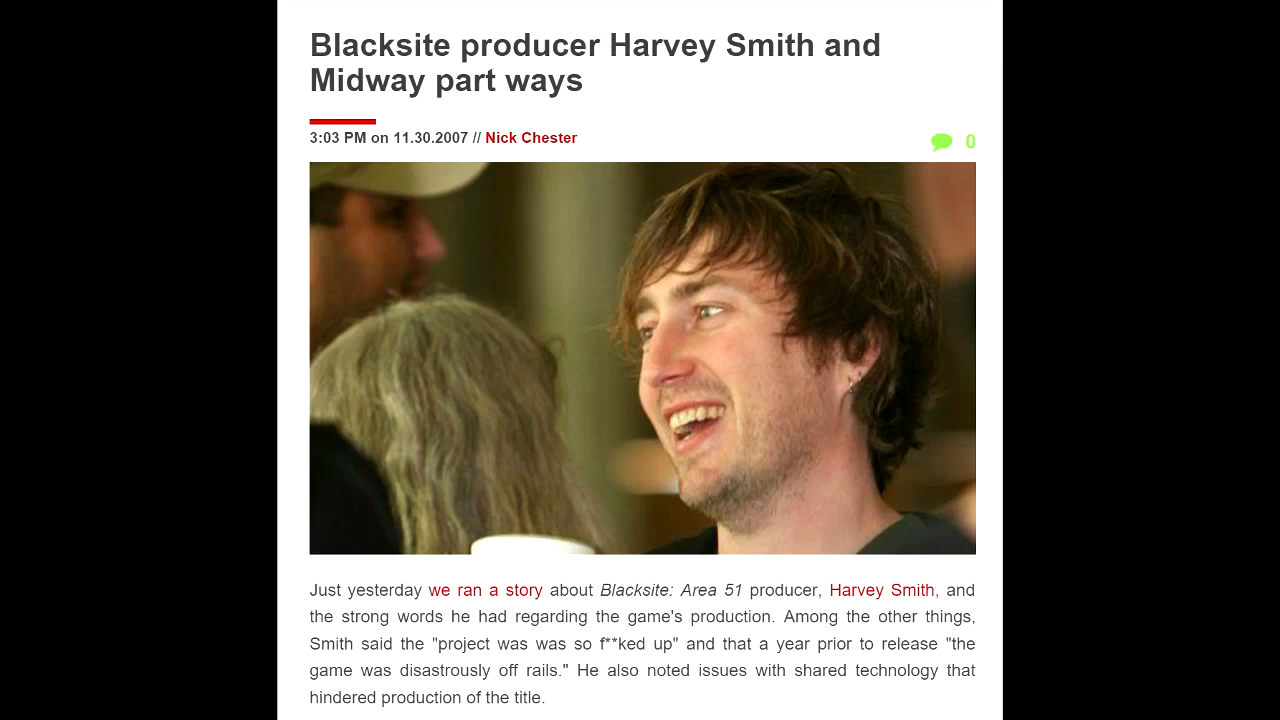 Blacksite producer Harvey Smith and
Midway part ways
3:03 PM on 11.30.2007 // Nick Chester
0
Just yesterday we ran a story about Blacksite: Area 51 producer, Harvey Smith, and
the strong words he had regarding the game's production. Among the other things,
Smith said the "project was was so f**ked up" and that a year prior to release "the
game was disastrously off rails." He also noted issues with shared technology that
hindered production of the title.